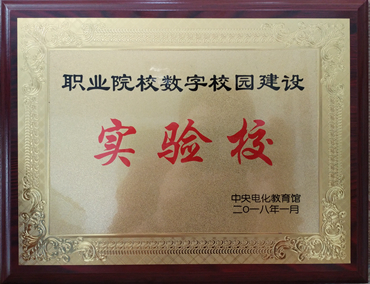 职业院校数字校园建设
实验校
中央电化教育馆
二〇一八年一月